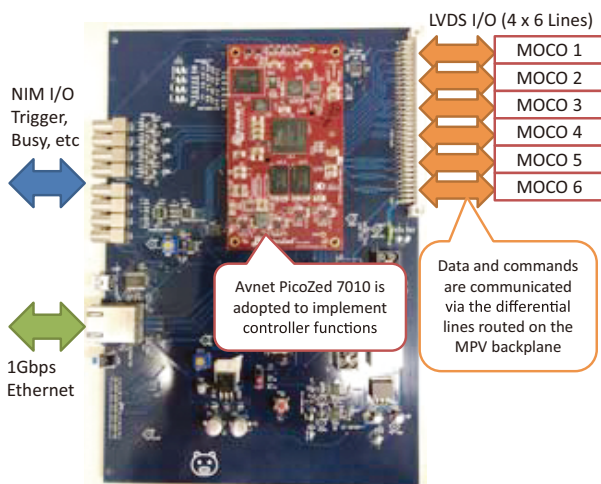 LVDS I/O (4 x 6 Lines)
MOCO 1
MOCO 2
MOCO 3
MOCO 4
MOCO 5
MOCO 6
NIM I/O
Trigger,
Busy, etc
Avnet PicoZed 7010 is
adopted to implement
controller functions
Data and commands
are communicated
via the differential
lines routed on the
MPV backplane
1Gbps
Ethernet